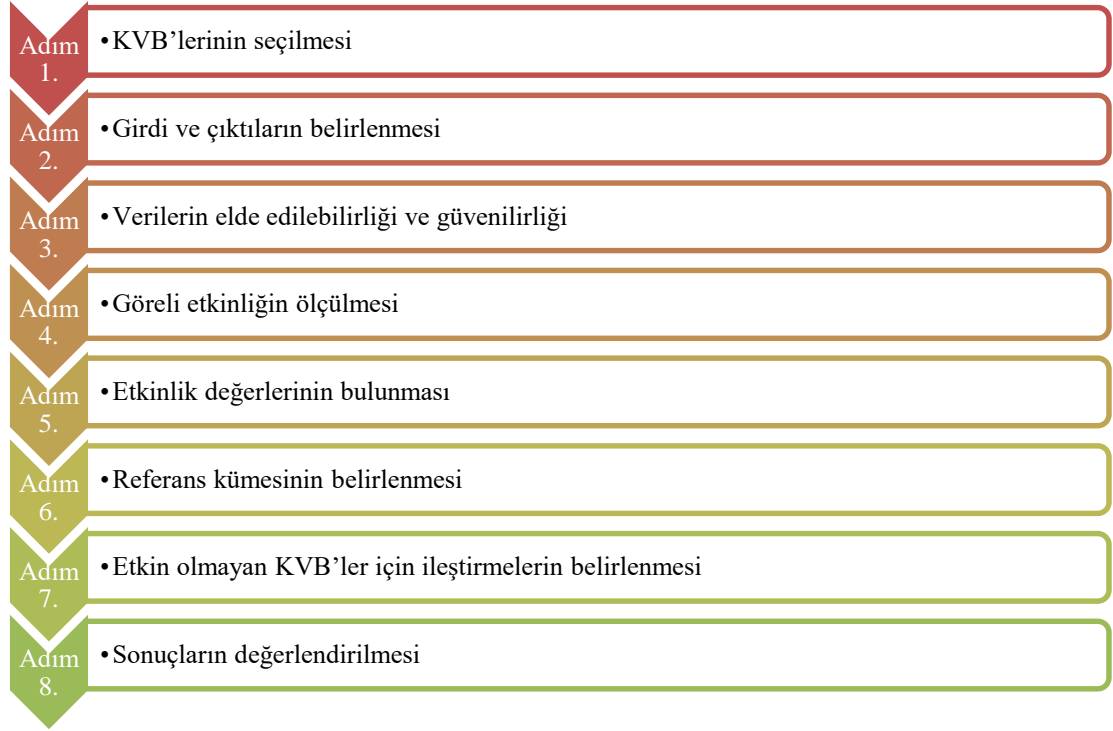 Adım
1.
•KVB’lerinin seçilmesi
Adım
2.
•Girdi ve çıktıların belirlenmesi
Adım
3.
•Verilerin elde edilebilirliği ve güvenilirliği
Adım
4.
•Göreli etkinliğin ölçülmesi
Adım
5.
•Etkinlik değerlerinin bulunması
Adım
6.
•Referans kümesinin belirlenmesi
Adım
7.
•Etkin olmayan KVB’ler için ileştirmelerin belirlenmesi
Adım
8.
•Sonuçların değerlendirilmesi